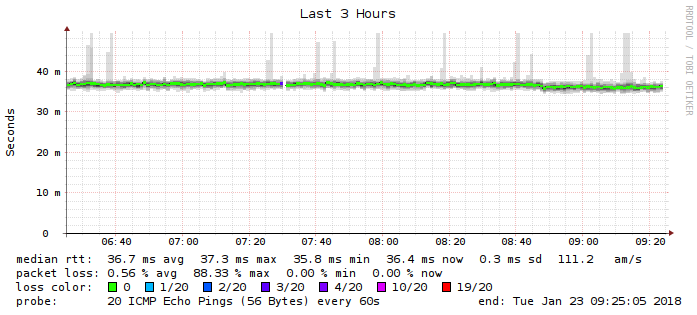 Last 3 Hours
RRDTOOL / TOBI OETIKER
Seconds
40 m
30 m
20 m
10 m
0
06:40 07:00 07:20 07:40 08:00 08:20 08:40 09:00 09:20
median rtt: 36.7 ms avg 37.3 ms max 35.8 ms min 36.4 ms now 0.3 ms sd 111.2 am/s
packet loss: 0.56 % avg 88.33 % max 0.00 % min 0.00 % now
loss color: 0 1/20 2/20 3/20 4/20 10/20 19/20
probe: 20 ICMP Echo Pings (56 Bytes) every 60s end: Tue Jan 23 09:25:05 2018